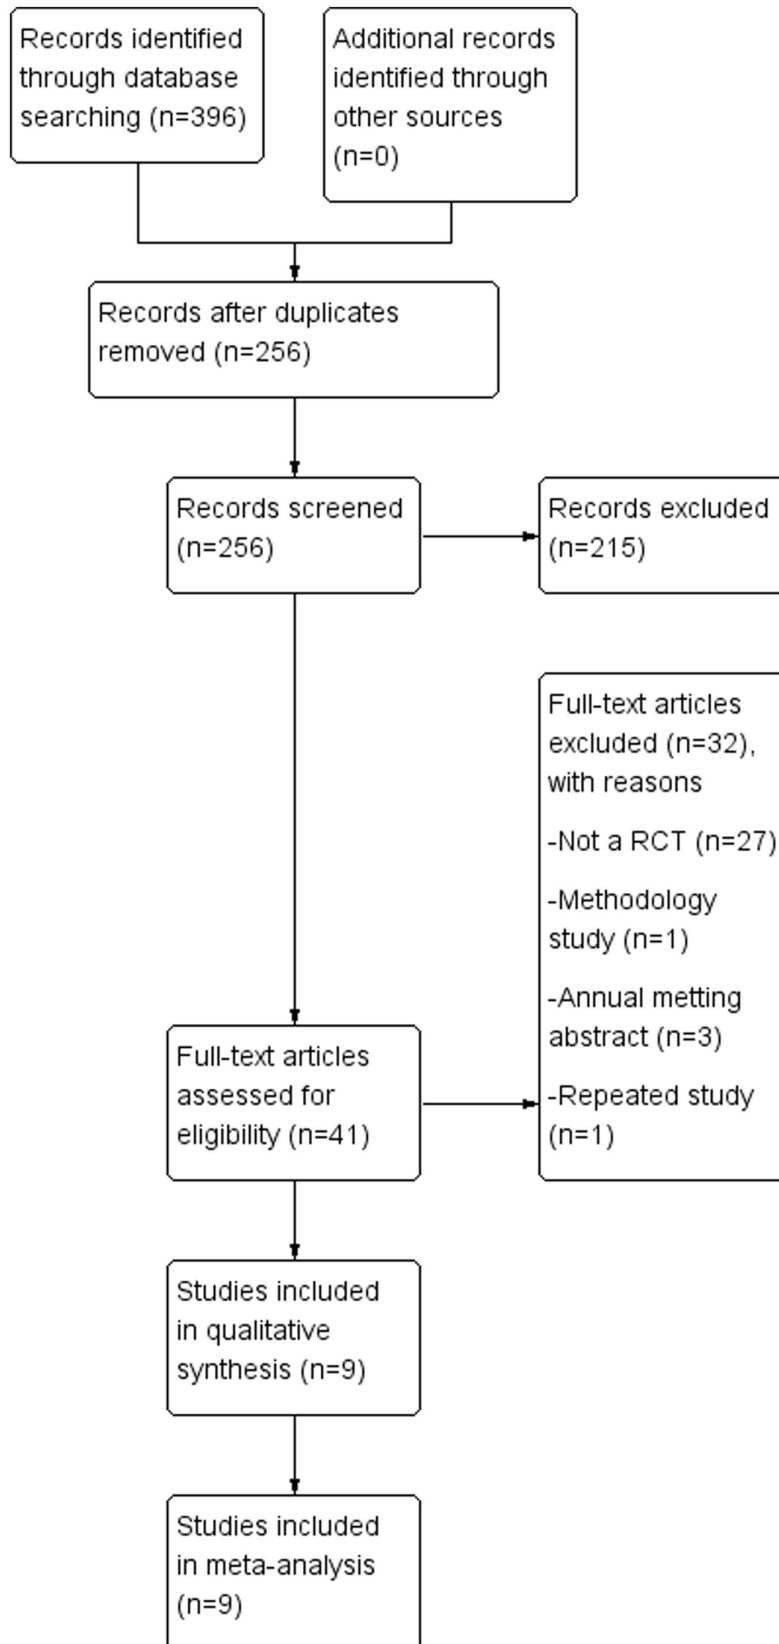 Records identified
through database
searching (n=396)
Additional records
identified through
other sources
(n=0)
Records after duplicates
removed (n=256)
Records screened
(n=256)
Records excluded
(n=215)
Full-text articles
excluded (n=32),
with reasons
-Not a RCT (n=27)
-Methodology
study (n=1)
-Annual metting
abstract (n=3)
-Repeated study
(n=1)
Full-text articles
assessed for
eligibility (n=41)
Studies included
in qualitative
synthesis (n=9)
Studies included
in meta-analysis
(n=9)